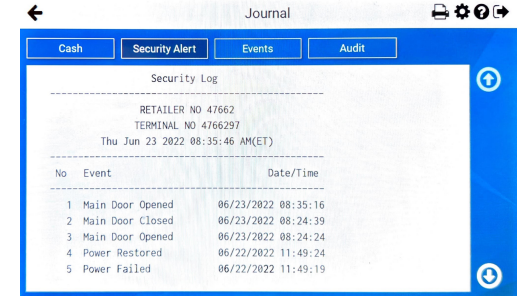 Journal
Cash Security Alert Events Audit
Security Log
RETAILER NO 47662
TERMINAL NO 4766297
Thu Jun 23 2022 08:35:46 AM(ET)
No Event Date/Time
1 Main Door Opened 06/23/2022 08:35:16
2 Main Door Closed 06/23/2022 08:24:39
3 Main Door Opened 06/23/2022 08:24:24
4 Power Restored 06/22/2022 11:49:24
5 Power Failed 06/22/2022 11:49:19